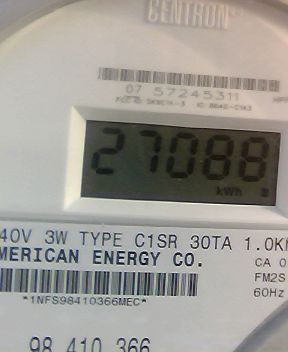 CENTRON®
07 57245311
27088
kWh
40V 3W TYPE C1SR 30TA 1.0K
MERICAN ENERGY CO.
CA 0
FM2S
60Hz
*1NFS98410366MEC*
98 410 366